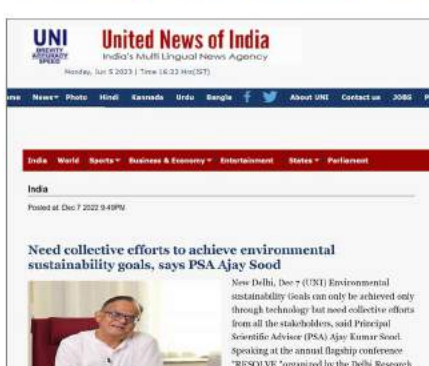 UNI
BREVITY
ACCURACY
SPEED
United News of India
India's Multi Lingual News Agency
Monday, Jun 5 2023 | Time 16:23 Hrs(IST)
News Photo Hindi Kannada Urdu Bangla About UNI Contact us JOBS
India World Sports Business & Economy Entertainment States Parliament
India
Posted at: Dec 7 2022 9:49PM
Need collective efforts to achieve environmental
sustainability goals, says PSA Ajay Sood
New Delhi, Dec 7 (UNI) Environmental
sustainability Goals can only be achieved only
through technology but need collective efforts
from all the stakeholders, said Principal
Scientific Advisor (PSA) Ajay Kumar Sood.
Speaking at the annual flagship conference
"RESOLVE "organized by the Delhi Research